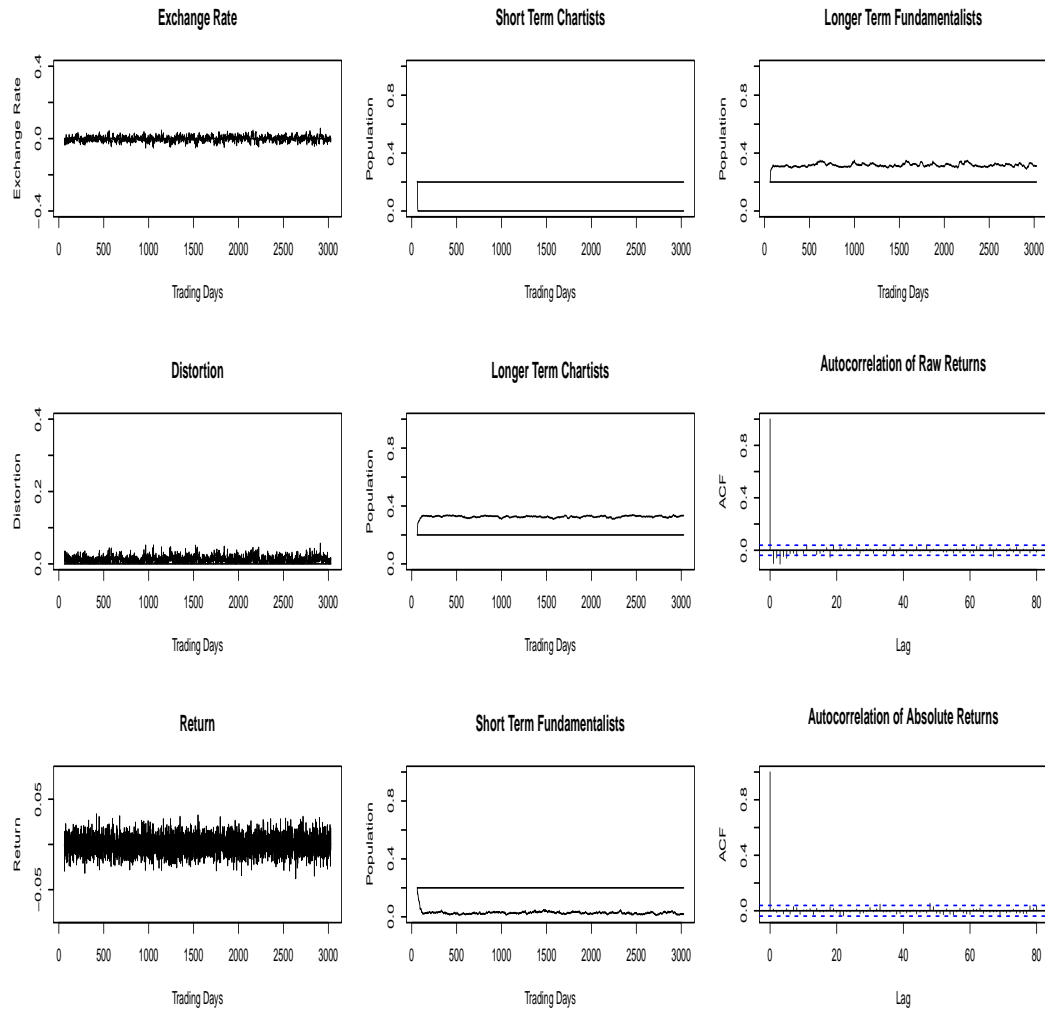 Exchange Rate
Exchange Rate
0.4
0.0
−0.4
0 500 1000 1500 2000 2500 3000
Trading Days
Short Term Chartists
Population
0.8
0.4
0.0
0 500 1000 1500 2000 2500 3000
Trading Days
Longer Term Fundamentalists
Population
0.8
0.4
0.0
0 500 1000 1500 2000 2500 3000
Trading Days
Distortion
Distortion
0.4
0.2
0.0
0 500 1000 1500 2000 2500 3000
Trading Days
Longer Term Chartists
Population
0.8
0.4
0.0
0 500 1000 1500 2000 2500 3000
Trading Days
Autocorrelation of Raw Returns
ACF
0.8
0.4
0.0
0 20 40 60 80
Lag
Return
Return
0.05
−0.05
0 500 1000 1500 2000 2500 3000
Trading Days
Short Term Fundamentalists
Population
0.8
0.4
0.0
0 500 1000 1500 2000 2500 3000
Trading Days
Autocorrelation of Absolute Returns
ACF
0.8
0.4
0.0
0 20 40 60 80
Lag